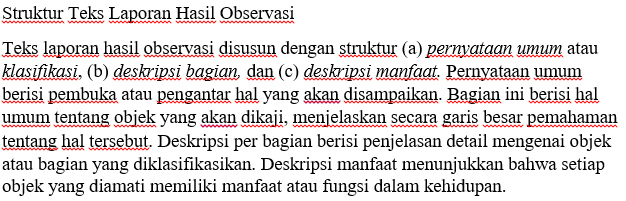 Struktur Teks Laporan Hasil Observasi
Teks laporan hasil observasi disusun dengan struktur (a) pernyataan umum atau
klasifikasi, (b) deskripsi bagian, dan (c) deskripsi manfaat. Pernyataan umum
berisi pembuka atau pengantar hal yang akan disampaikan. Bagian ini berisi hal
umum tentang objek yang akan dikaji, menjelaskan secara garis besar pemahaman
tentang hal tersebut. Deskripsi per bagian berisi penjelasan detail mengenai objek
atau bagian yang diklasifikasikan. Deskripsi manfaat menunjukkan bahwa setiap
objek yang diamati memiliki manfaat atau fungsi dalam kehidupan.